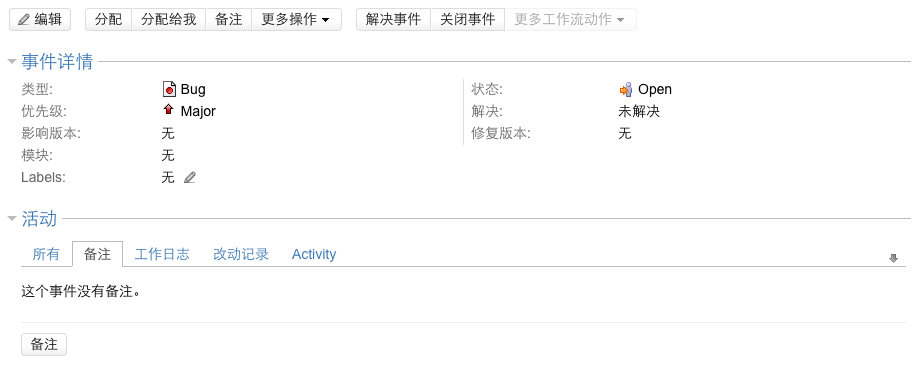 编辑 分配 分配给我 备注 更多操作 解决事件 关闭事件 更多工作流动作
事件详情
类型: Bug 状态: Open
优先级: Major 解决: 未解决
影响版本: 无 修复版本: 无
模块: 无
Labels: 无
活动
所有 备注 工作日志 改动记录 Activity
这个事件没有备注。
备注